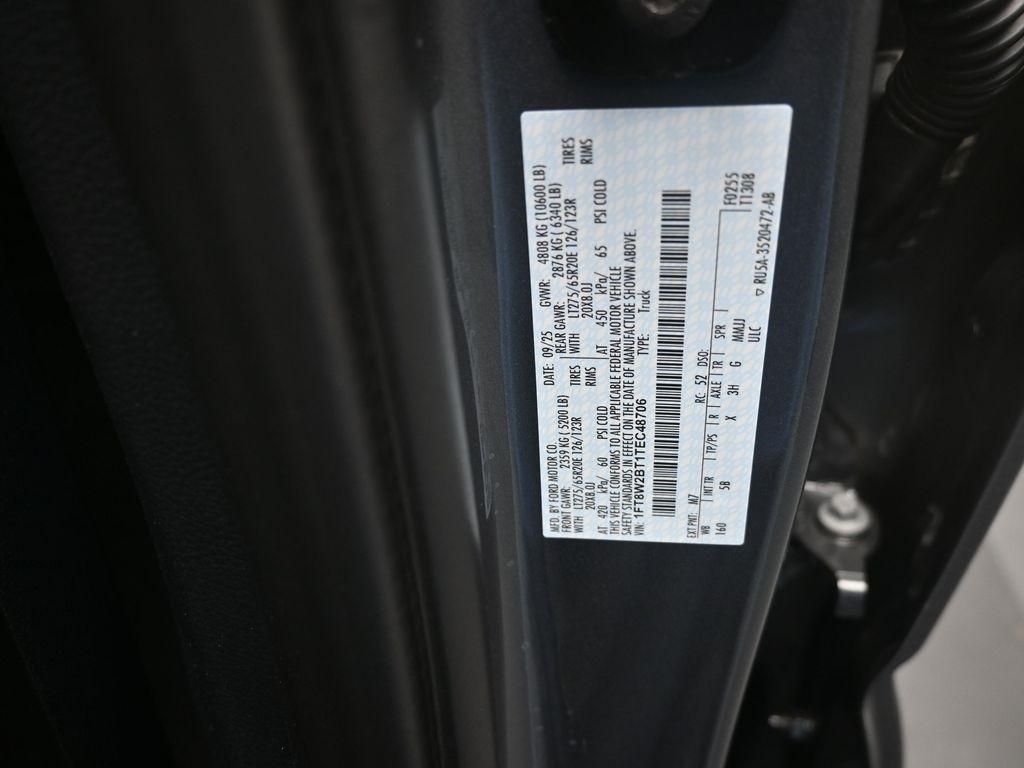 MFD. BY FORD MOTOR CO. DATE: 09/25 GVWR: 4808 KG (10600 LB)
FRONT GAWR: 2359 KG ( 5200 LB) REAR GAWR: 2876 KG ( 6340 LB)
WITH LT275/65R20E 126/123R TIRES WITH LT275/65R20E 126/123R TIRES
20X8.0J RIMS 20X8.0J RIMS
AT 420 kPa/ 60 PSI COLD AT 450 kPa/ 65 PSI COLD
THIS VEHICLE CONFORMS TO ALL APPLICABLE FEDERAL MOTOR VEHICLE
SAFETY STANDARDS IN EFFECT ON THE DATE OF MANUFACTURE SHOWN ABOVE.
VIN: 1FT8W2BT1TEC48706 TYPE: Truck
EXT PNT: M7 RC: 52 DSO: F0255
WB INT TR TP/PS R AXLE TR SPR T1308
160 5B X 3H G MMJJ
ULC ▽ RU5A-3520472-AB